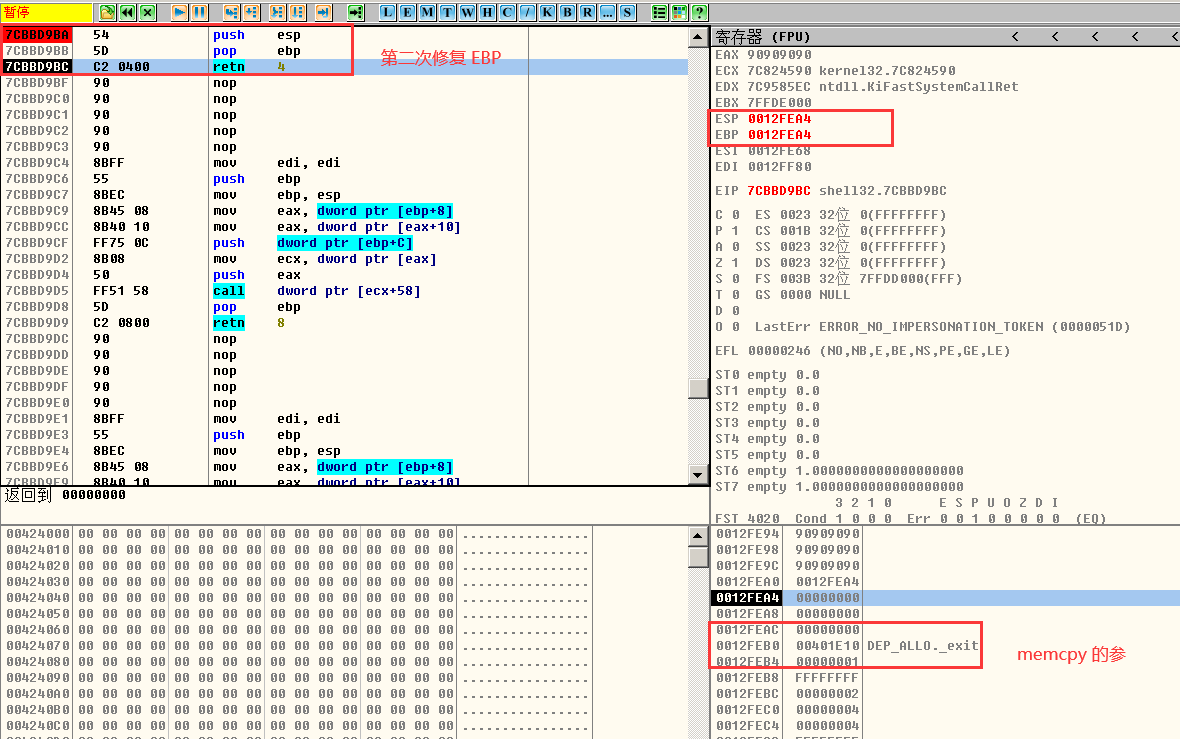 暂停 L E M T W H C / K B R ... S ?
7CBBD9BA 54 push esp
7CBBD9BB 5D pop ebp
第二次修复 EBP
7CBBD9BC C2 0400 retn 4
7CBBD9BF 90 nop
7CBBD9C0 90 nop
7CBBD9C1 90 nop
7CBBD9C2 90 nop
7CBBD9C3 90 nop
7CBBD9C4 8BFF mov edi, edi
7CBBD9C6 55 push ebp
7CBBD9C7 8BEC mov ebp, esp
7CBBD9C9 8B45 08 mov eax, dword ptr [ebp+8]
7CBBD9CC 8B40 10 mov eax, dword ptr [eax+10]
7CBBD9CF FF75 0C push dword ptr [ebp+C]
7CBBD9D2 8B08 mov ecx, dword ptr [eax]
7CBBD9D4 50 push eax
7CBBD9D5 FF51 58 call dword ptr [ecx+58]
7CBBD9D8 5D pop ebp
7CBBD9D9 C2 0800 retn 8
7CBBD9DC 90 nop
7CBBD9DD 90 nop
7CBBD9DE 90 nop
7CBBD9DF 90 nop
7CBBD9E0 90 nop
7CBBD9E1 8BFF mov edi, edi
7CBBD9E3 55 push ebp
7CBBD9E4 8BEC mov ebp, esp
7CBBD9E6 8B45 08 mov eax, dword ptr [ebp+8]
7CBBD9E9 8B40 10 mov eax, dword ptr [eax+10]
返回到 00000000
寄存器 (FPU) < < < < <
EAX 90909090
ECX 7C824590 kernel32.7C824590
EDX 7C9585EC ntdll.KiFastSystemCallRet
EBX 7FFDE000
ESP 0012FEA4
EBP 0012FEA4
ESI 0012FE68
EDI 0012FF80
EIP 7CBBD9BC shell32.7CBBD9BC
C 0 ES 0023 32位 0(FFFFFFFF)
P 1 CS 001B 32位 0(FFFFFFFF)
A 0 SS 0023 32位 0(FFFFFFFF)
Z 1 DS 0023 32位 0(FFFFFFFF)
S 0 FS 003B 32位 7FFDD000(FFF)
T 0 GS 0000 NULL
D 0
O 0 LastErr ERROR_NO_IMPERSONATION_TOKEN (0000051D)
EFL 00000246 (NO,NB,E,BE,NS,PE,GE,LE)
ST0 empty 0.0
ST1 empty 0.0
ST2 empty 0.0
ST3 empty 0.0
ST4 empty 0.0
ST5 empty 0.0
ST6 empty 1.0000000000000000000
ST7 empty 1.0000000000000000000
3 2 1 0 E S P U O Z D I
FST 4020 Cond 1 0 0 0 Err 0 0 1 0 0 0 0 0 (EQ)
00424000 00 00 00 00 00 00 00 00 00 00 00 00 00 00 00 00 ................
00424010 00 00 00 00 00 00 00 00 00 00 00 00 00 00 00 00 ................
00424020 00 00 00 00 00 00 00 00 00 00 00 00 00 00 00 00 ................
00424030 00 00 00 00 00 00 00 00 00 00 00 00 00 00 00 00 ................
00424040 00 00 00 00 00 00 00 00 00 00 00 00 00 00 00 00 ................
00424050 00 00 00 00 00 00 00 00 00 00 00 00 00 00 00 00 ................
00424060 00 00 00 00 00 00 00 00 00 00 00 00 00 00 00 00 ................
00424070 00 00 00 00 00 00 00 00 00 00 00 00 00 00 00 00 ................
00424080 00 00 00 00 00 00 00 00 00 00 00 00 00 00 00 00 ................
00424090 00 00 00 00 00 00 00 00 00 00 00 00 00 00 00 00 ................
004240A0 00 00 00 00 00 00 00 00 00 00 00 00 00 00 00 00 ................
004240B0 00 00 00 00 00 00 00 00 00 00 00 00 00 00 00 00 ................
004240C0 00 00 00 00 00 00 00 00 00 00 00 00 00 00 00 00 ................
0012FE94 90909090
0012FE98 90909090
0012FE9C 90909090
0012FEA0 0012FEA4
0012FEA4 00000000
0012FEA8 00000000
0012FEAC 00000000
0012FEB0 00401E10 DEP_ALLO._exit
0012FEB4 00000001
memcpy 的参
0012FEB8 FFFFFFFF
0012FEBC 00000002
0012FEC0 00000004
0012FEC4 00000004